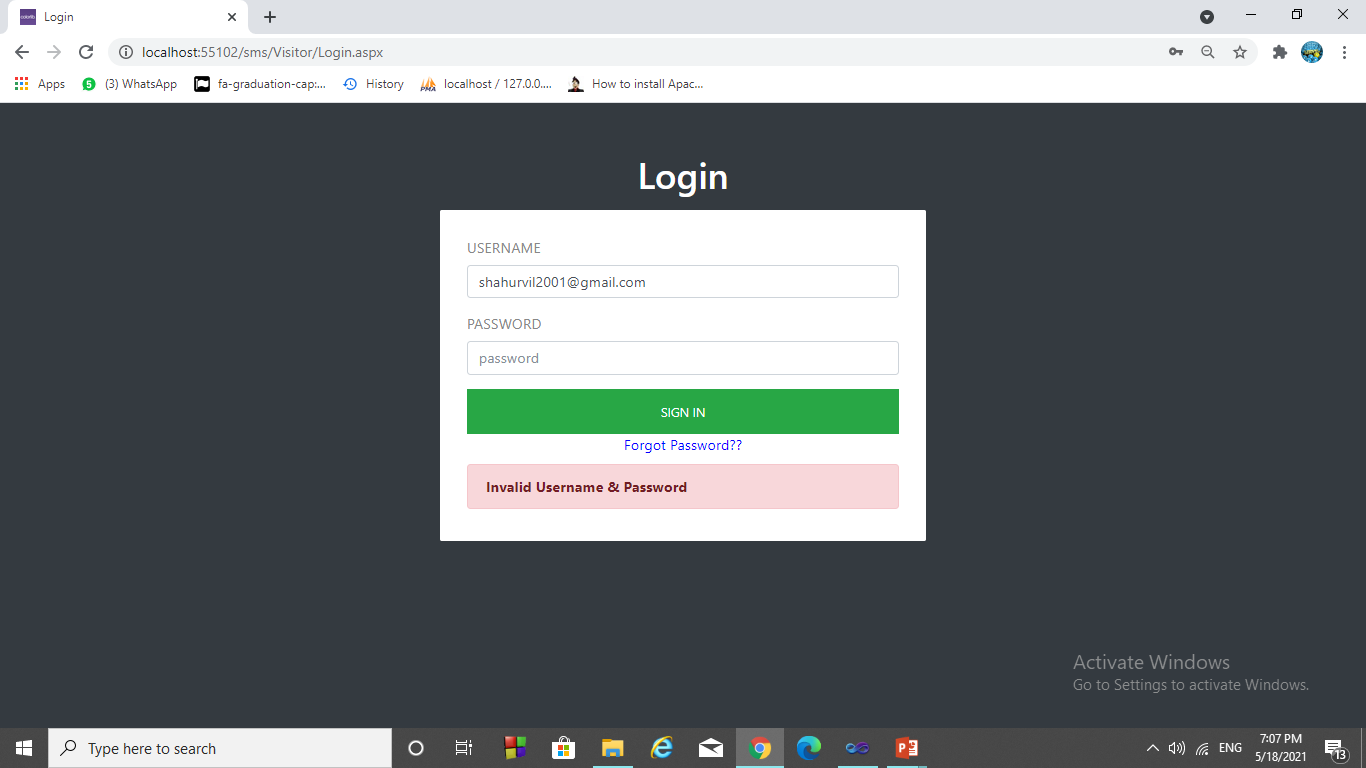 Login
localhost:55102/sms/Visitor/Login.aspx
Apps
5
(3) WhatsApp
fa-graduation-cap:...
History
PMA
localhost / 127.0.0....
How to install Apac...
Login
USERNAME
shahurvil2001@gmail.com
PASSWORD
password
SIGN IN
Forgot Password??
Invalid Username & Password
Activate Windows
Go to Settings to activate Windows.
Type here to search
ENG
7:07 PM
5/18/2021
13